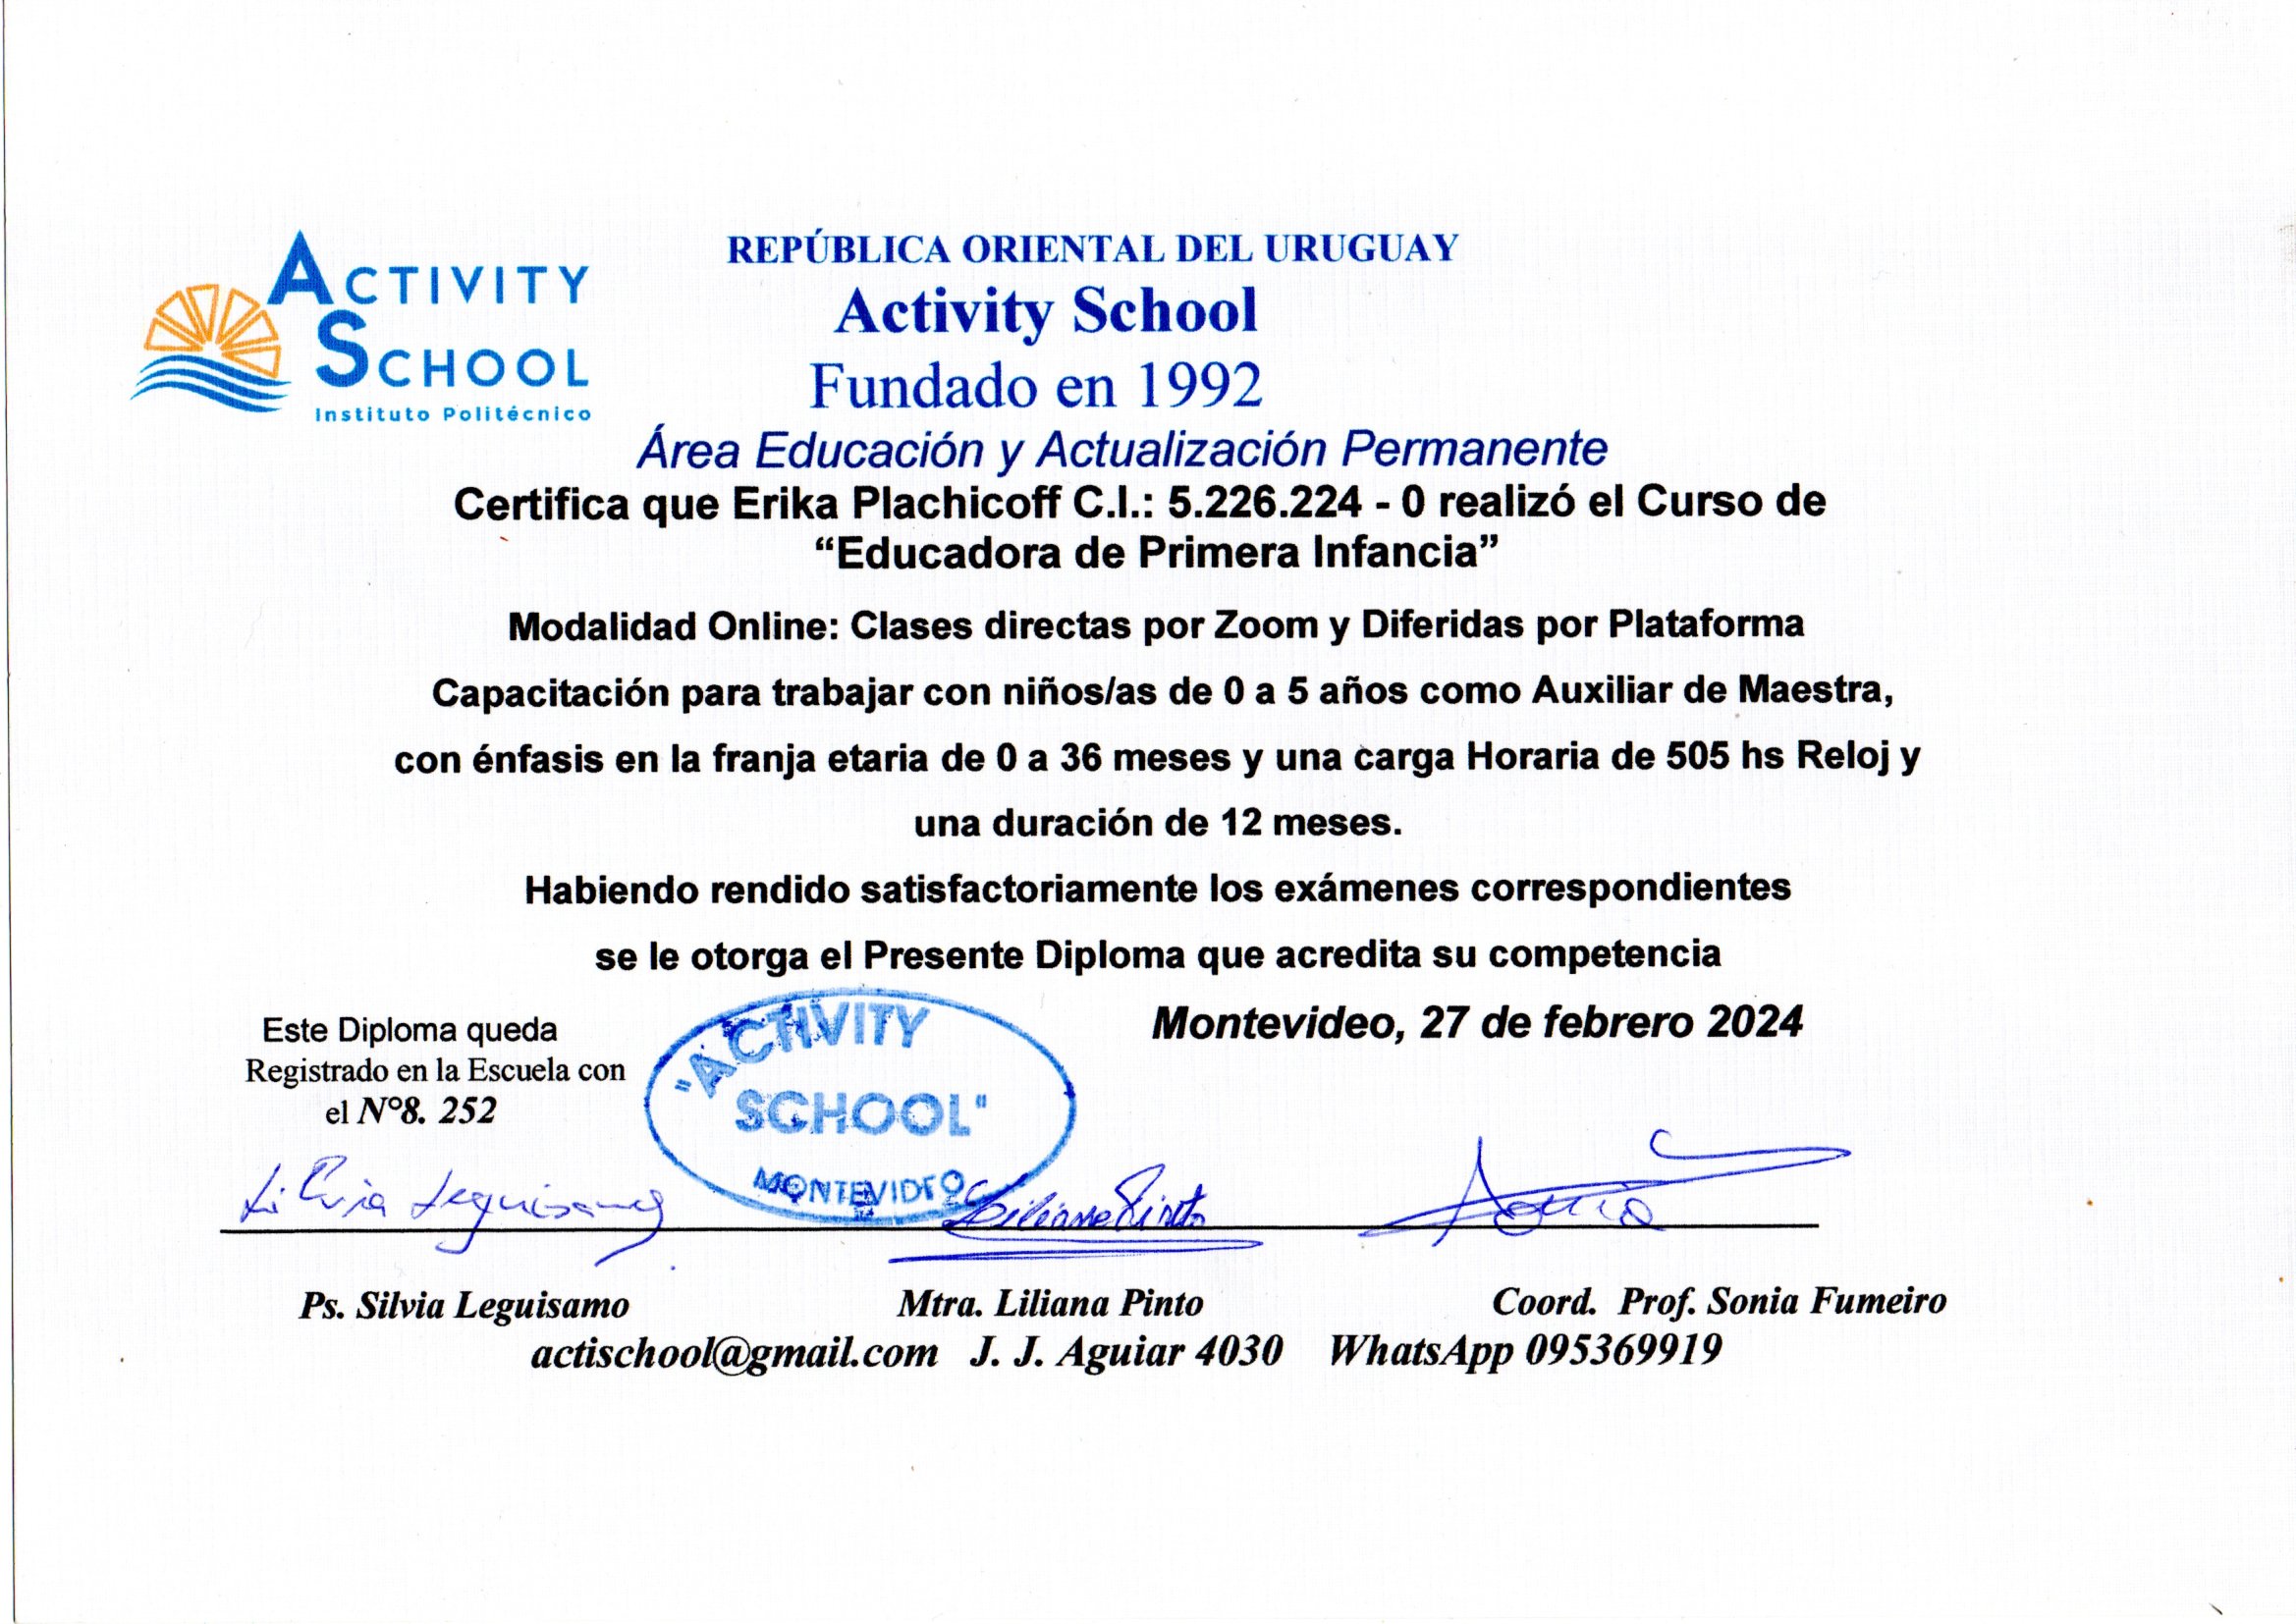 ACTIVITY
SCHOOL
Instituto Politécnico
REPÚBLICA ORIENTAL DEL URUGUAY
Activity School
Fundado en 1992
Área Educación y Actualización Permanente
Certifica que Erika Plachicoff C.I.: 5.226.224 - 0 realizó el Curso de
“Educadora de Primera Infancia”
Modalidad Online: Clases directas por Zoom y Diferidas por Plataforma
Capacitación para trabajar con niños/as de 0 a 5 años como Auxiliar de Maestra,
con énfasis en la franja etaria de 0 a 36 meses y una carga Horaria de 505 hs Reloj y
una duración de 12 meses.
Habiendo rendido satisfactoriamente los exámenes correspondientes
se le otorga el Presente Diploma que acredita su competencia
Montevideo, 27 de febrero 2024
Este Diploma queda
Registrado en la Escuela con
el N°8. 252
"ACTIVITY
SCHOOL"
MONTEVIDEO
Silvia Leguisamo
Liliana Pinto
Sonia
Ps. Silvia Leguisamo
Mtra. Liliana Pinto
Coord. Prof. Sonia Fumeiro
actischool@gmail.com J. J. Aguiar 4030 WhatsApp 095369919